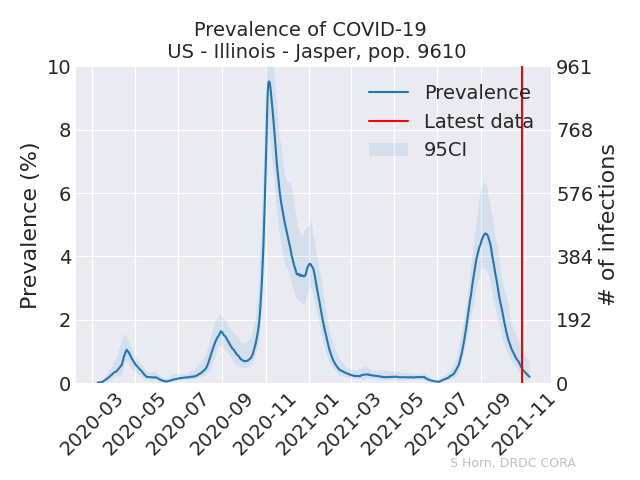 Prevalence of COVID-19
US - Illinois - Jasper, pop. 9610
Prevalence (%)
10
8
6
4
2
0
Prevalence
Latest data
95CI
961
768
576
384
192
0
# of infections
2020-03
2020-05
2020-07
2020-09
2020-11
2021-01
2021-03
2021-05
2021-07
2021-09
2021-11
S Horn, DRDC CORA